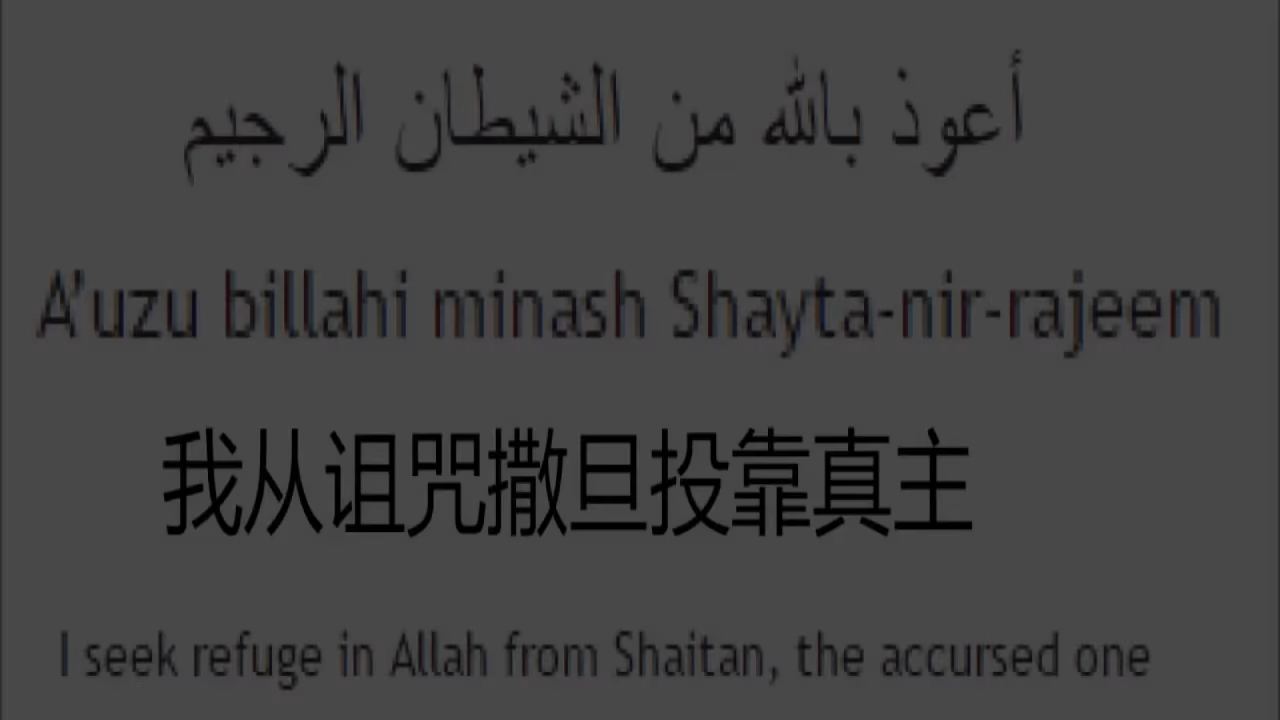 أعوذ بالله من الشيطان الرجيم
A'uzu billahi minash Shayta-nir-rajeem
我从诅咒撒旦投靠真主
I seek refuge in Allah from Shaitan, the accursed one